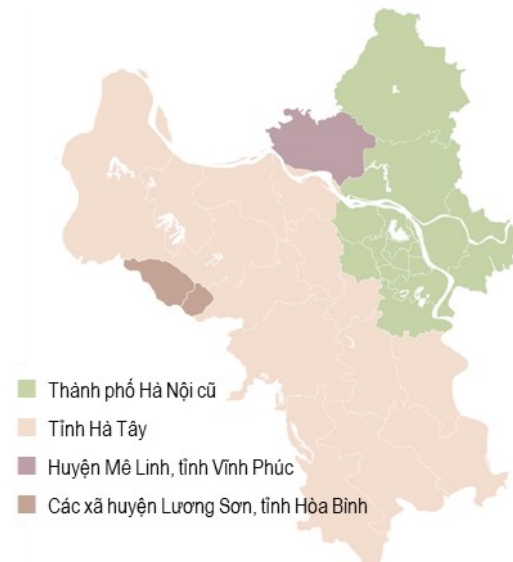 Thành phố Hà Nội cũ
Tỉnh Hà Tây
Huyện Mê Linh, tỉnh Vĩnh Phúc
Các xã huyện Lương Sơn, tỉnh Hòa Bình